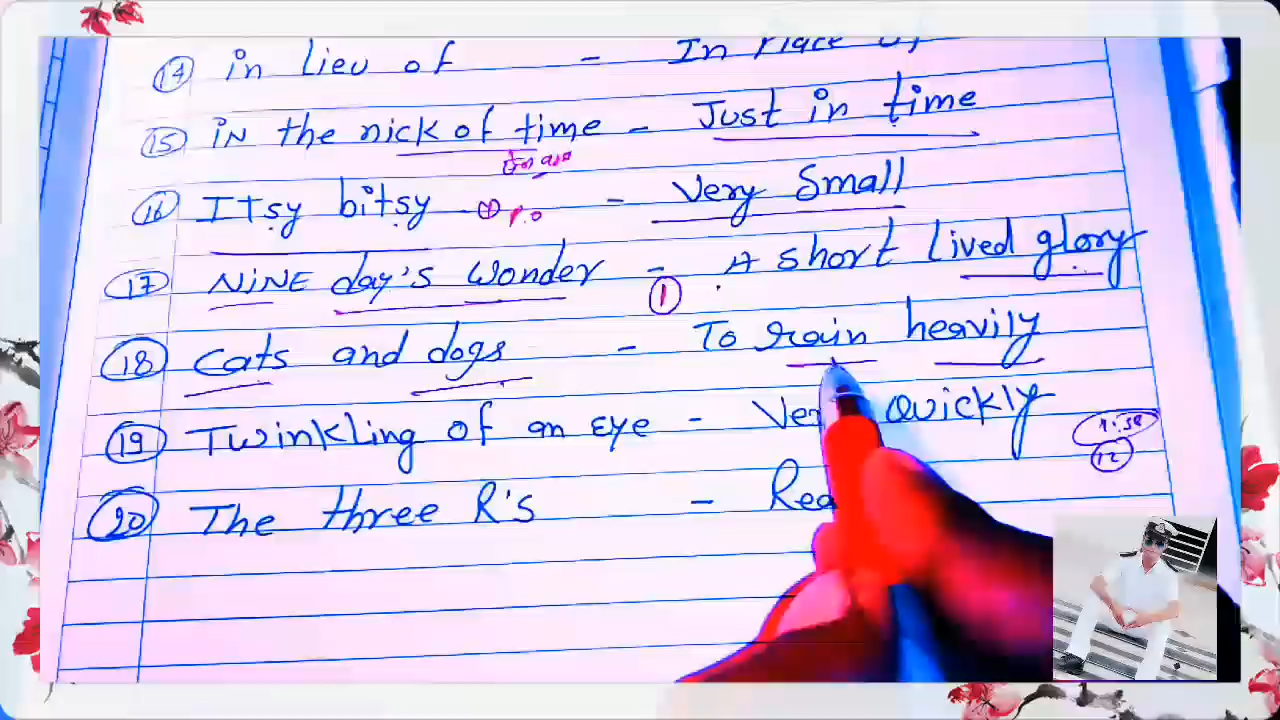 (14) in lieu of - In Place of
(15) IN the nick of time - Just in time
(16) Itsy bitsy - Very Small
(17) NINE day's wonder - A short lived glory
(18) cats and dogs - To rain heavily
(19) Twinkling of an eye - Quickly
(20) The three R's -